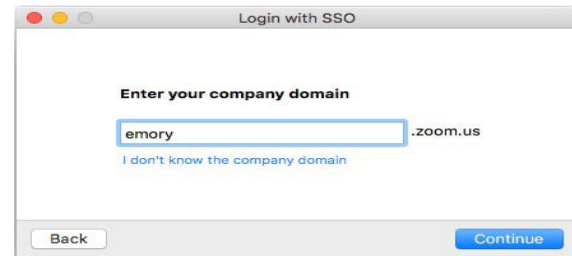 Login with SSO
Enter your company domain
emory .zoom.us
I don't know the company domain
Back Continue